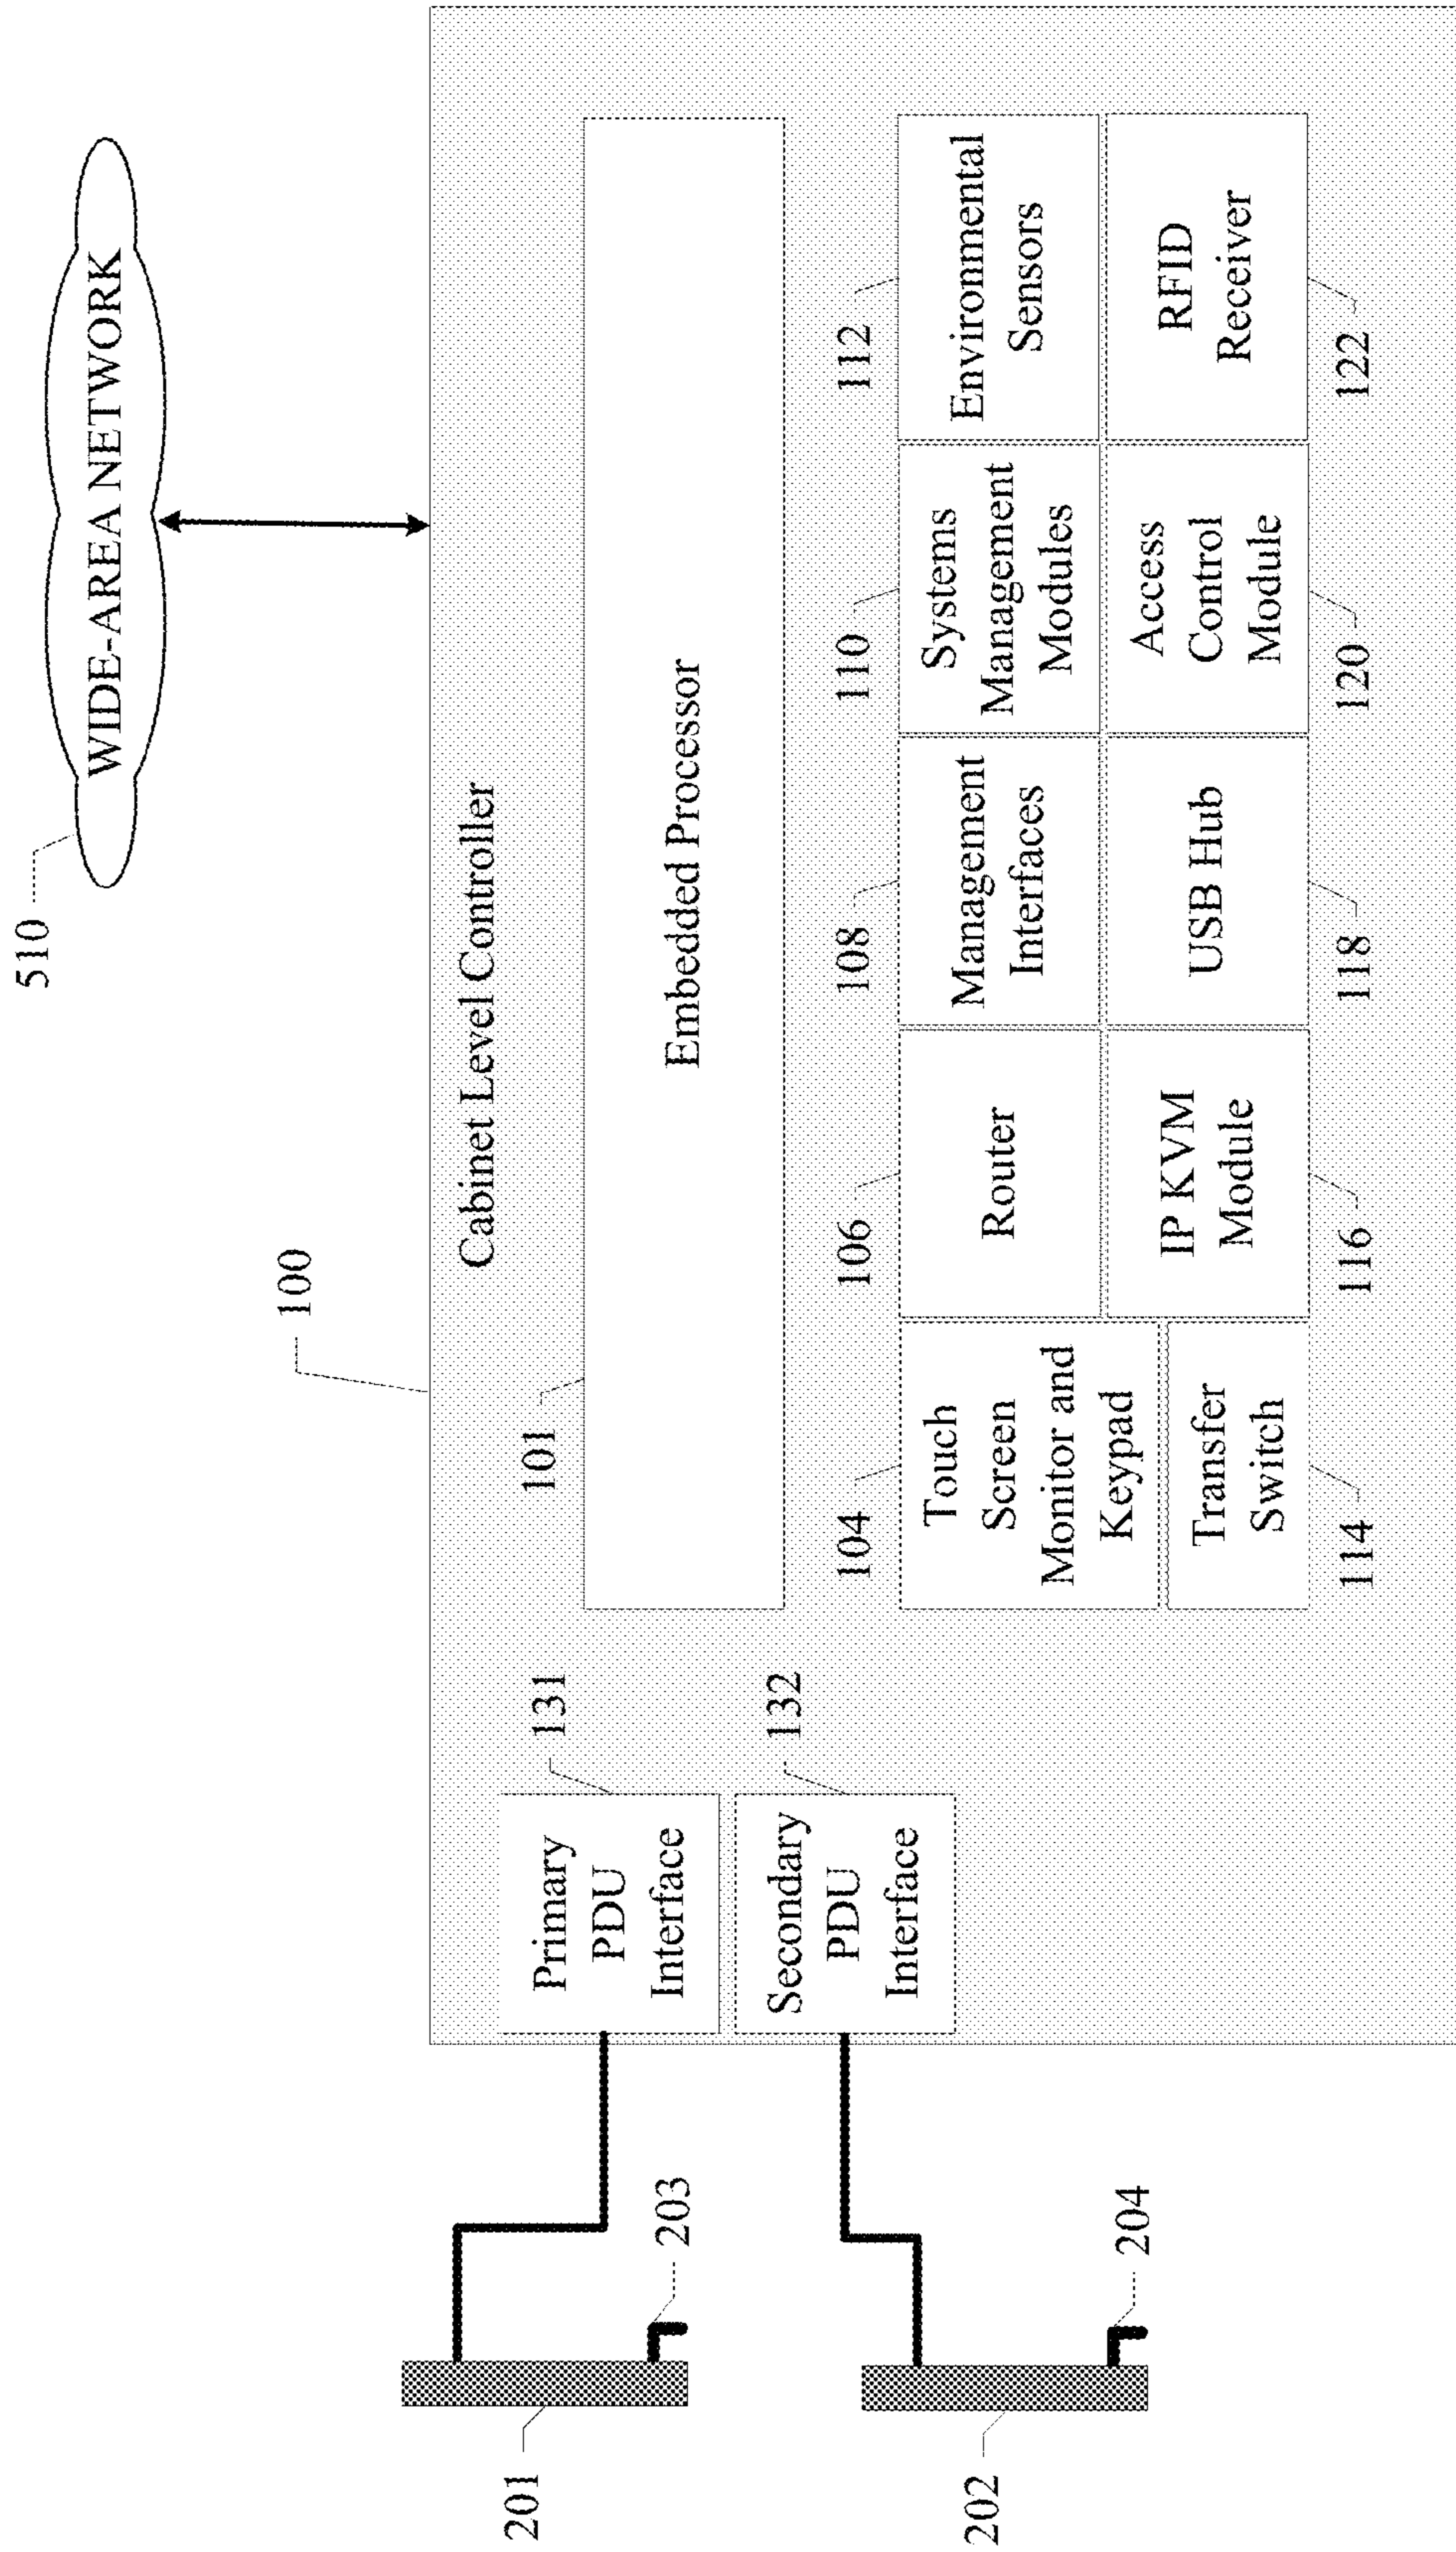 510
WIDE-AREA NETWORK
100
Cabinet Level Controller
131
Primary
PDU
Interface
132
Secondary
PDU
Interface
101
Embedded Processor
104
Touch
Screen
Monitor and
Keypad
106
Router
108
Management
Interfaces
110
Systems
Management
Modules
112
Environmental
Sensors
Transfer
Switch
114
IP KVM
Module
116
USB Hub
118
Access
Control
Module
120
RFID
Receiver
122
201
203
202
204